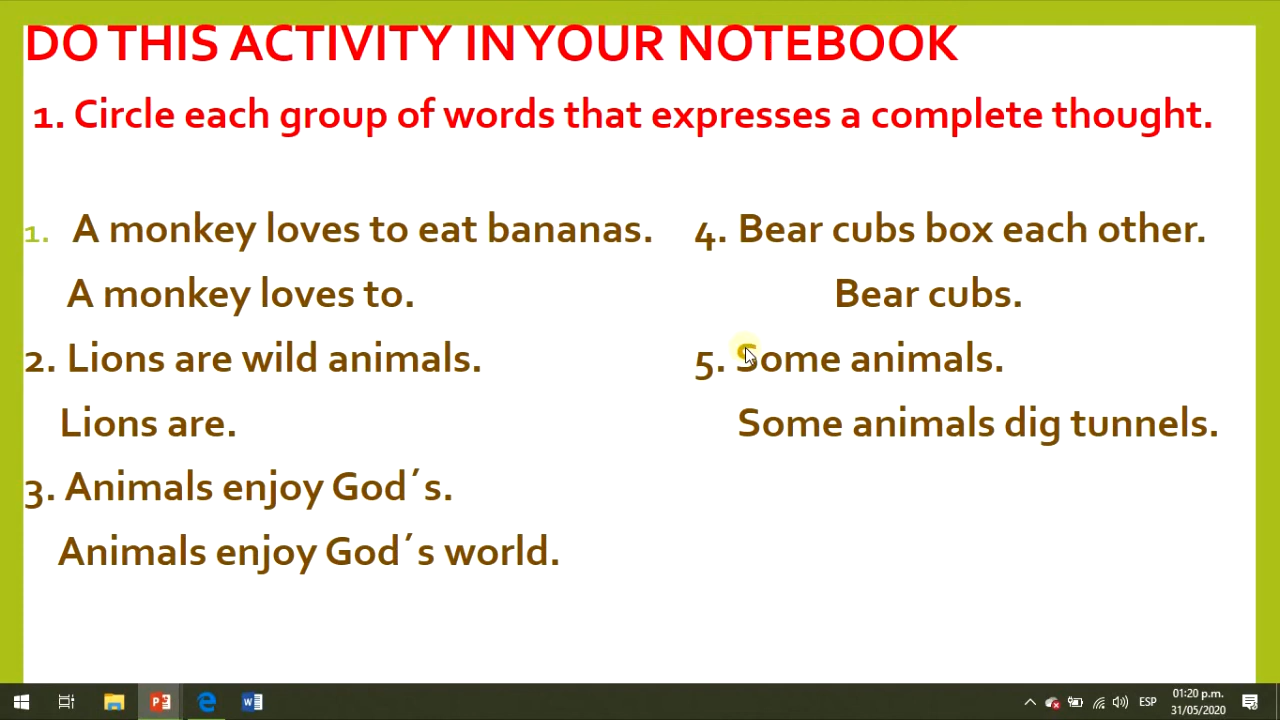 DO THIS ACTIVITY IN YOUR NOTEBOOK
1. Circle each group of words that expresses a complete thought.
1. A monkey loves to eat bananas.
A monkey loves to.
2. Lions are wild animals.
Lions are.
3. Animals enjoy God´s.
Animals enjoy God´s world.
4. Bear cubs box each other.
Bear cubs.
5. Some animals.
Some animals dig tunnels.
ESP
01:20 p.m.
31/05/2020